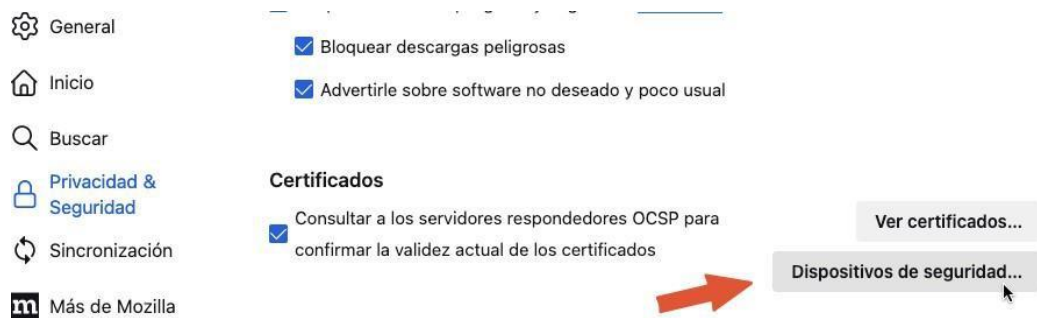 General
Inicio
Buscar
Privacidad &
Seguridad
Sincronización
Más de Mozilla
Bloquear descargas peligrosas
Advertirle sobre software no deseado y poco usual
Certificados
Consultar a los servidores respondedores OCSP para
confirmar la validez actual de los certificados
Ver certificados...
Dispositivos de seguridad...